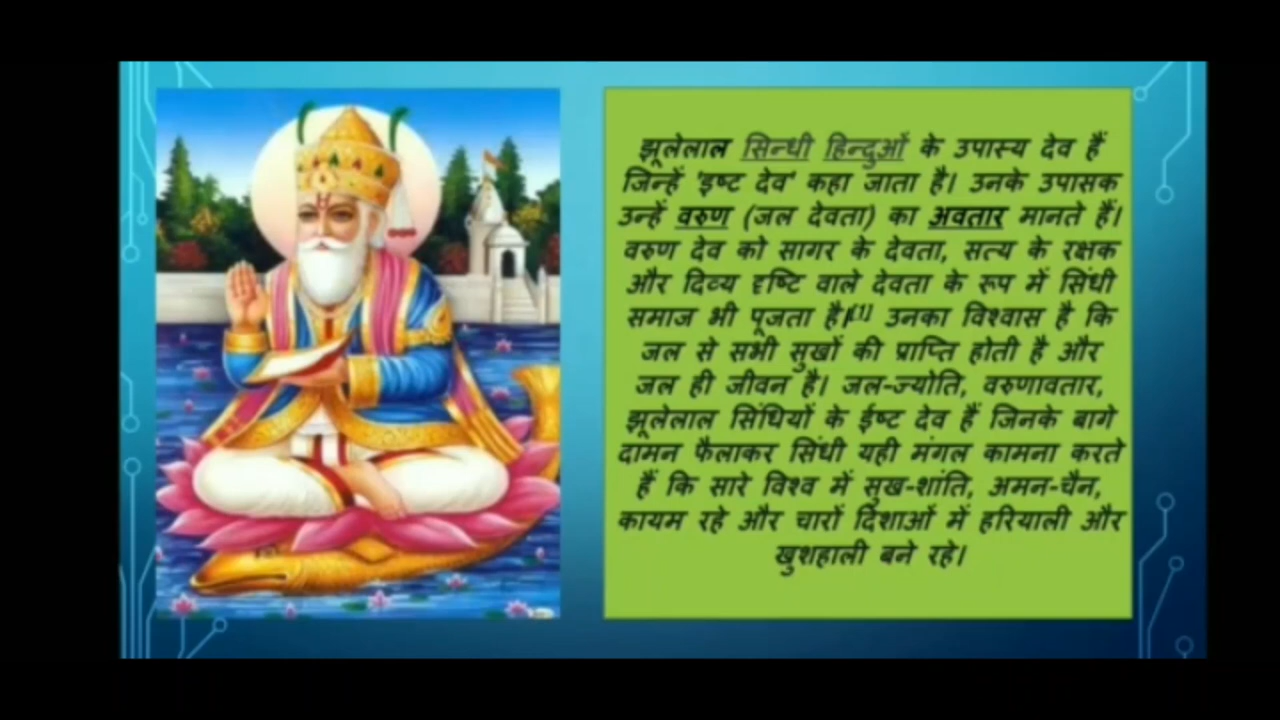 झूलेलाल सिन्धी हिन्दुओं के उपास्य देव हैं
जिन्हें 'इष्ट देव' कहा जाता है। उनके उपासक
उन्हें वरुण (जल देवता) का अवतार मानते हैं।
वरुण देव को सागर के देवता, सत्य के रक्षक
और दिव्य दृष्टि वाले देवता के रूप में सिंधी
समाज भी पूजता है।[1] उनका विश्वास है कि
जल से सभी सुखों की प्राप्ति होती है और
जल ही जीवन है। जल-ज्योति, वरुणावतार,
झूलेलाल सिंधियों के ईष्ट देव हैं जिनके बागे
दामन फैलाकर सिंधी यही मंगल कामना करते
हैं कि सारे विश्व में सुख-शांति, अमन-चैन,
कायम रहे और चारों दिशाओं में हरियाली और
खुशहाली बने रहे।